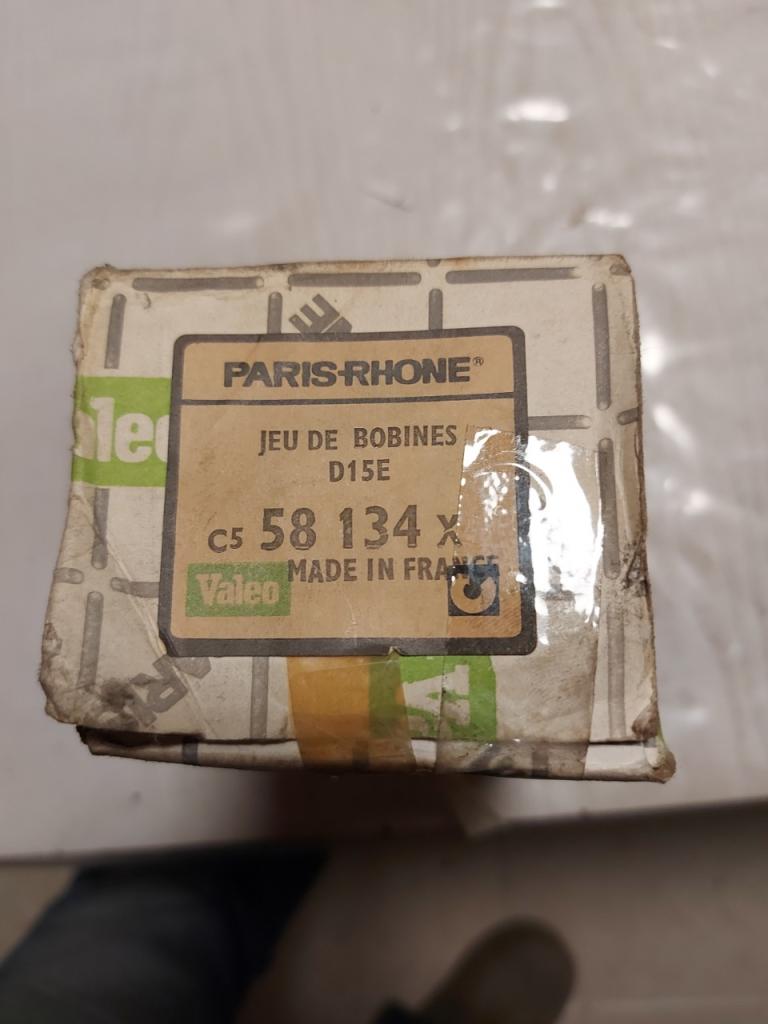 PARIS-RHONE®
JEU DE BOBINES
D15E
C5 58 134 X
MADE IN FRANCE
Valeo